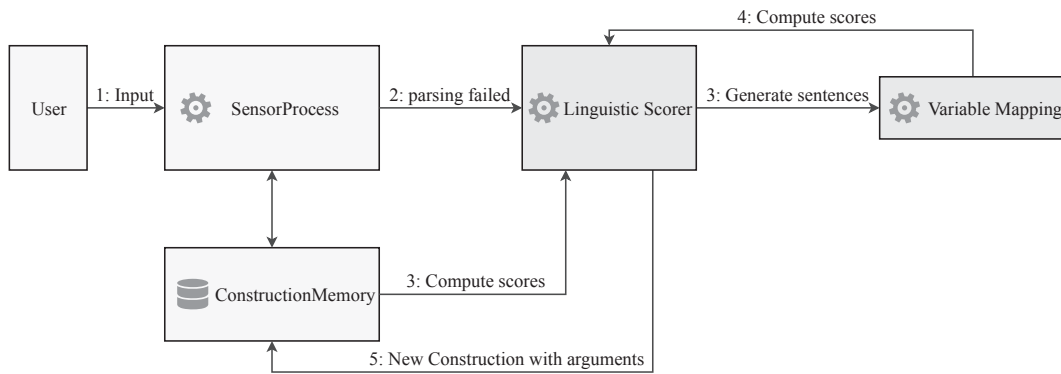 4: Compute scores
User
1: Input
SensorProcess
2: parsing failed
Linguistic Scorer
3: Generate sentences
Variable Mapping
ConstructionMemory
3: Compute scores
5: New Construction with arguments